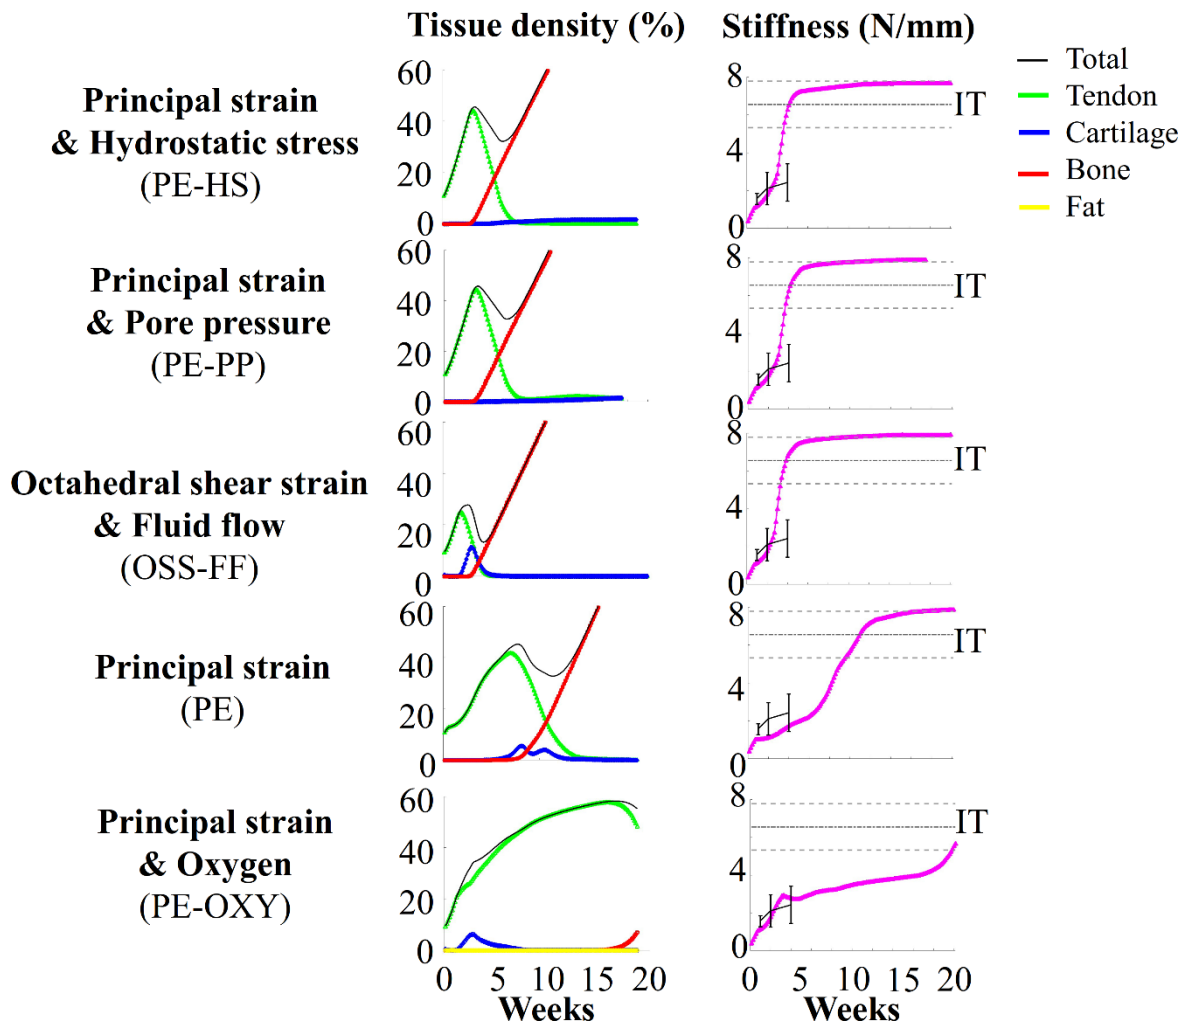 Tissue density (%)
Stiffness (N/mm)
Total
Tendon
Cartilage
Bone
Fat
Principal strain
& Hydrostatic stress
(PE-HS)
60
40
20
0
8
4
0
IT
Principal strain
& Pore pressure
(PE-PP)
60
40
20
0
8
4
0
IT
Octahedral shear strain
& Fluid flow
(OSS-FF)
60
40
20
0
8
4
0
IT
Principal strain
(PE)
60
40
20
0
8
4
0
IT
Principal strain
& Oxygen
(PE-OXY)
60
40
20
0
8
4
0
IT
0 5 10 15 20
Weeks
0 5 10 15 20
Weeks